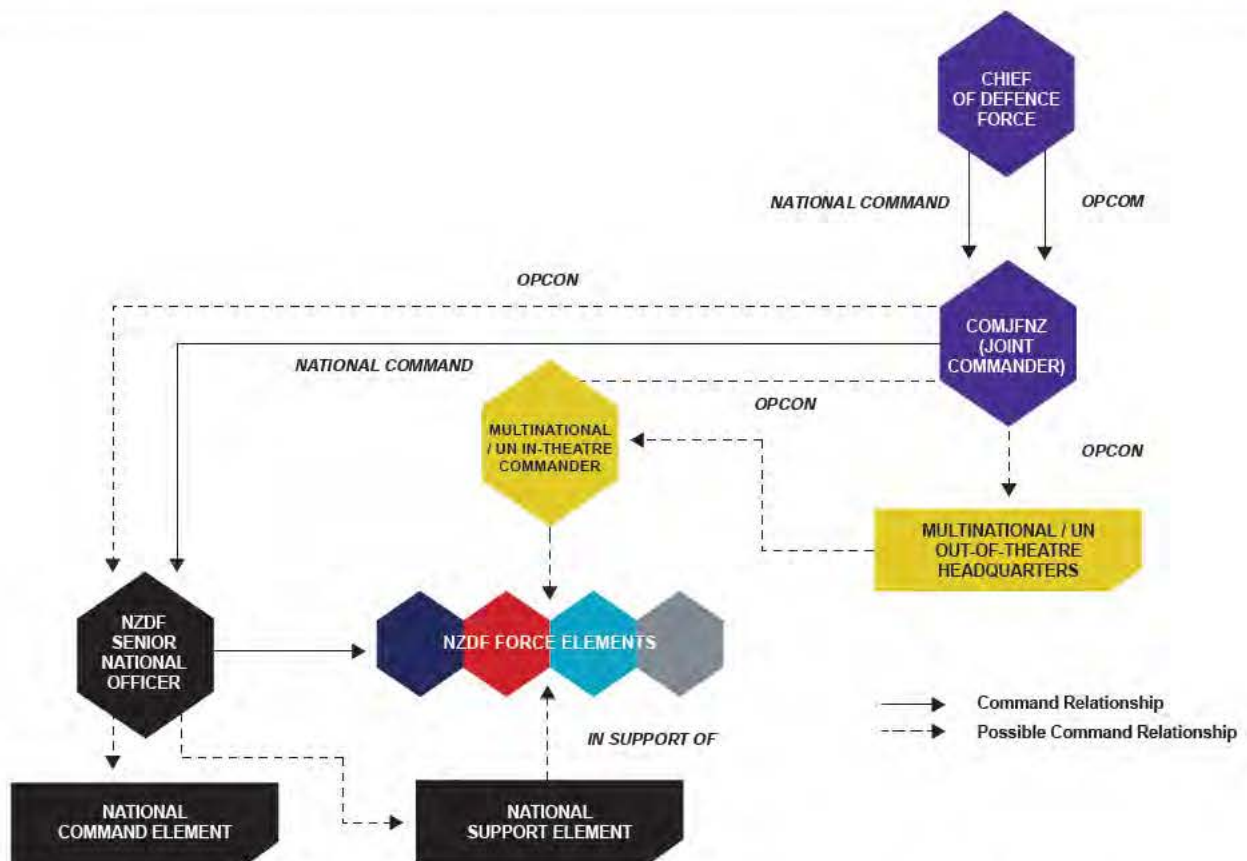 CHIEF
OF DEFENCE
FORCE
NATIONAL COMMAND
OPCOM
OPCON
COMJFNZ
(JOINT
COMMANDER)
NATIONAL COMMAND
OPCON
MULTINATIONAL
/ UN IN-THEATRE
COMMANDER
OPCON
MULTINATIONAL / UN
OUT-OF-THEATRE
HEADQUARTERS
NZDF
SENIOR
NATIONAL
OFFICER
NZDF FORCE ELEMENTS
Command Relationship
Possible Command Relationship
IN SUPPORT OF
NATIONAL
COMMAND ELEMENT
NATIONAL
SUPPORT ELEMENT